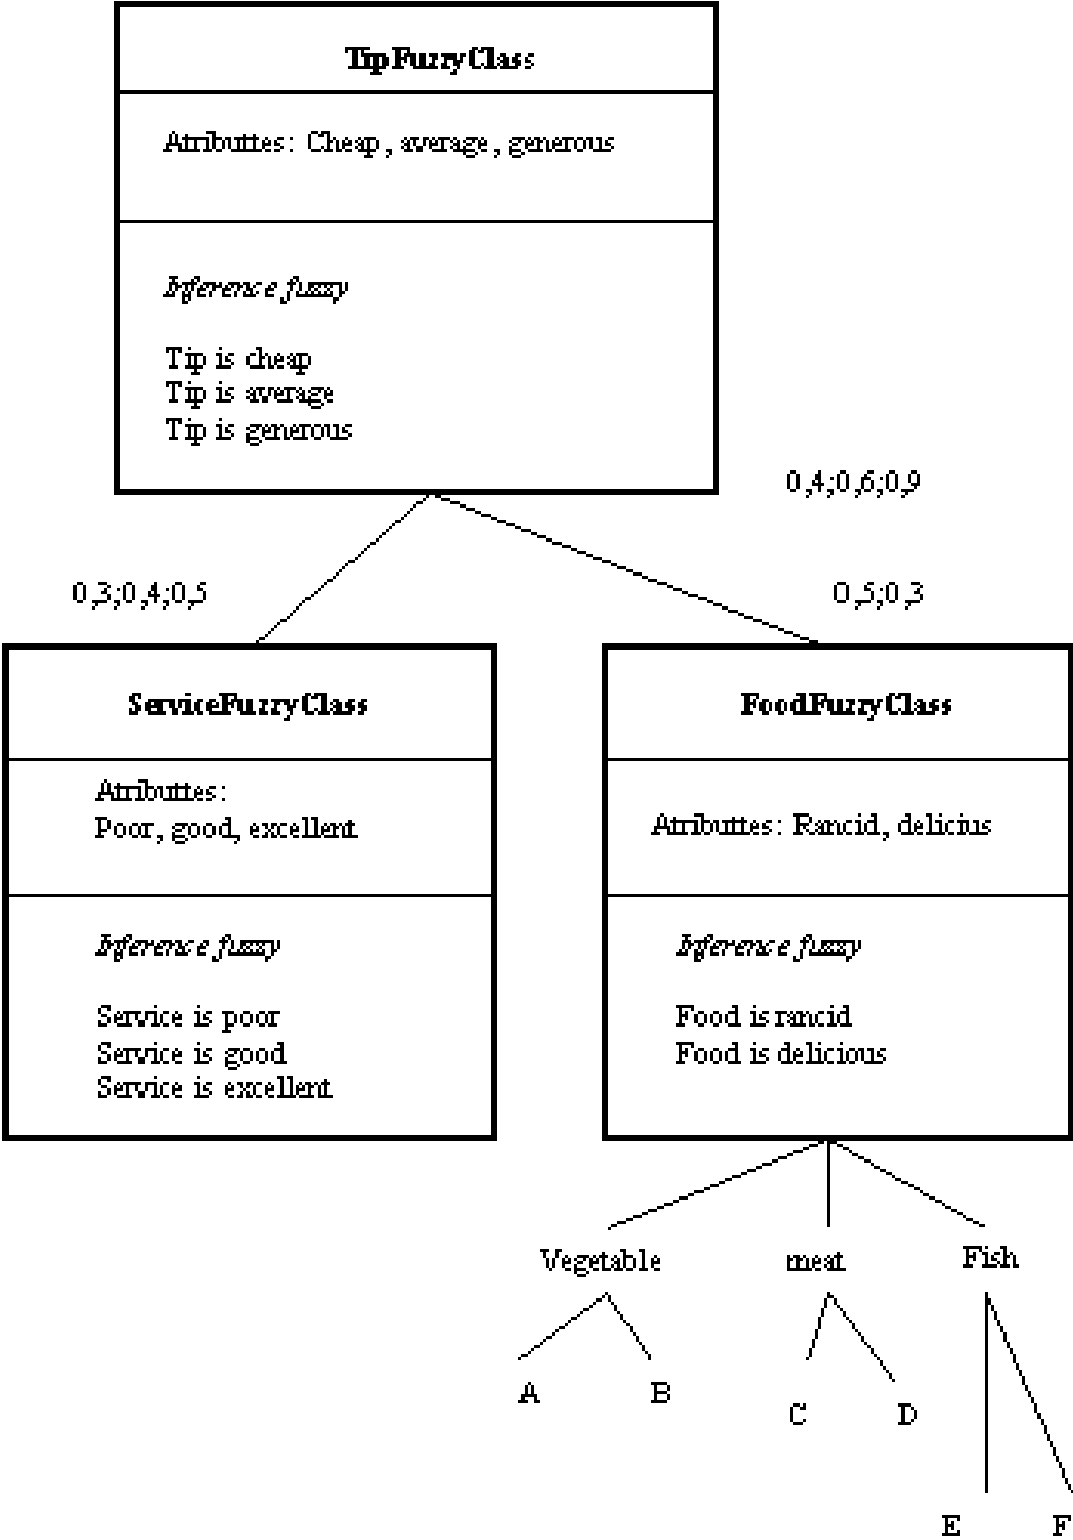 TipFuzzyClass
Atributtes: Cheap, average, generous
Inference fuzzy
Tip is cheap
Tip is average
Tip is generous
0,4;0,6;0,9
0,3;0,4;0,5
0,5;0,3
ServiceFuzzyClass
Atributtes:
Poor, good, excellent
Inference fuzzy
Service is poor
Service is good
Service is excellent
FoodFuzzyClass
Atributtes: Rancid, delicius
Inference fuzzy
Food is rancid
Food is delicious
Vegetable
meat
Fish
A
B
C
D
E
F